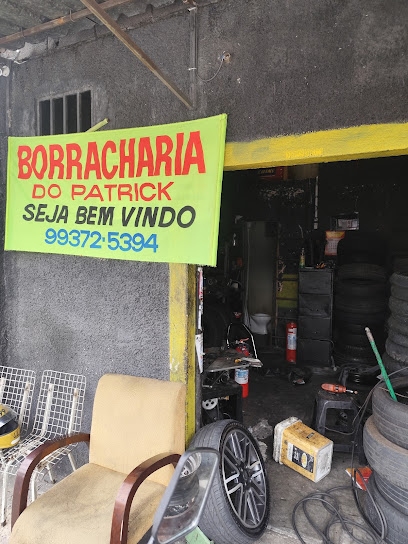 BORRACHARIA
DO PATRICK
SEJA BEM VINDO
99372-5394